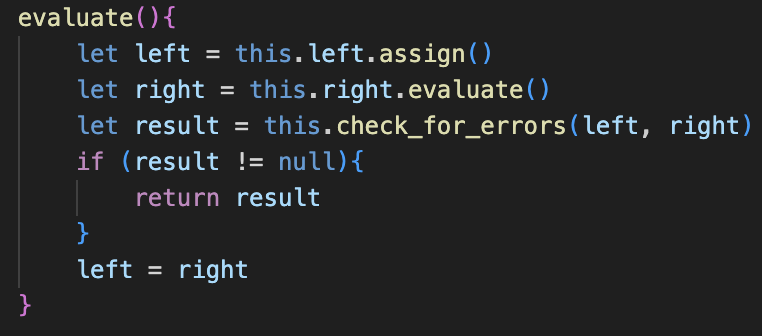 evaluate(){
let left = this.left.assign()
let right = this.right.evaluate()
let result = this.check_for_errors(left, right)
if (result != null){
return result
}
left = right
}